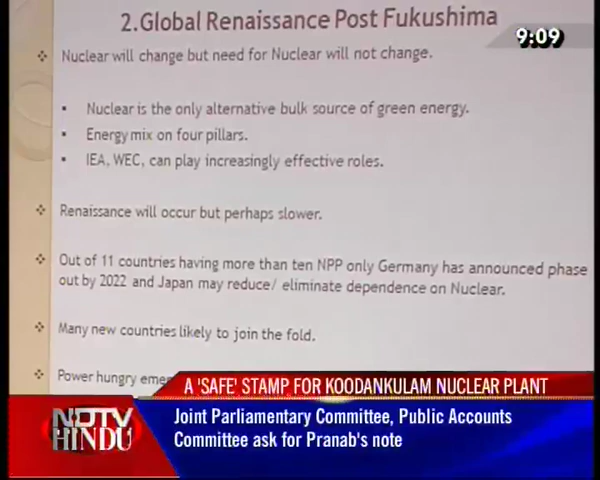 2.Global Renaissance Post Fukushima
9:09
Nuclear will change but need for Nuclear will not change.
Nuclear is the only alternative bulk source of green energy.
Energy mix on four pillars.
IEA, WEC, can play increasingly effective roles.
Renaissance will occur but perhaps slower.
Out of 11 countries having more than ten NPP only Germany has announced phase
out by 2022 and Japan may reduce/ eliminate dependence on Nuclear.
Many new countries likely to join the fold.
Power hungry eme
A 'SAFE' STAMP FOR KOODANKULAM NUCLEAR PLANT
NDTV
HINDU
Joint Parliamentary Committee, Public Accounts
Committee ask for Pranab's note